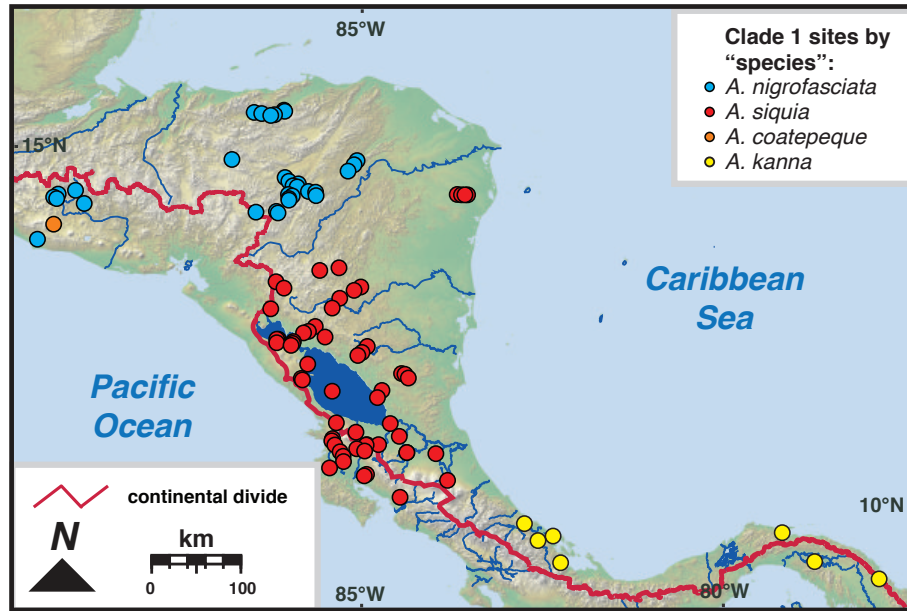 85°W
Clade 1 sites by
“species”:
A. nigrofasciata
A. siquia
A. coatepeque
A. kanna
15°N
Caribbean
Sea
Pacific
Ocean
continental divide
N
km
0 100
10°N
85°W
80°W